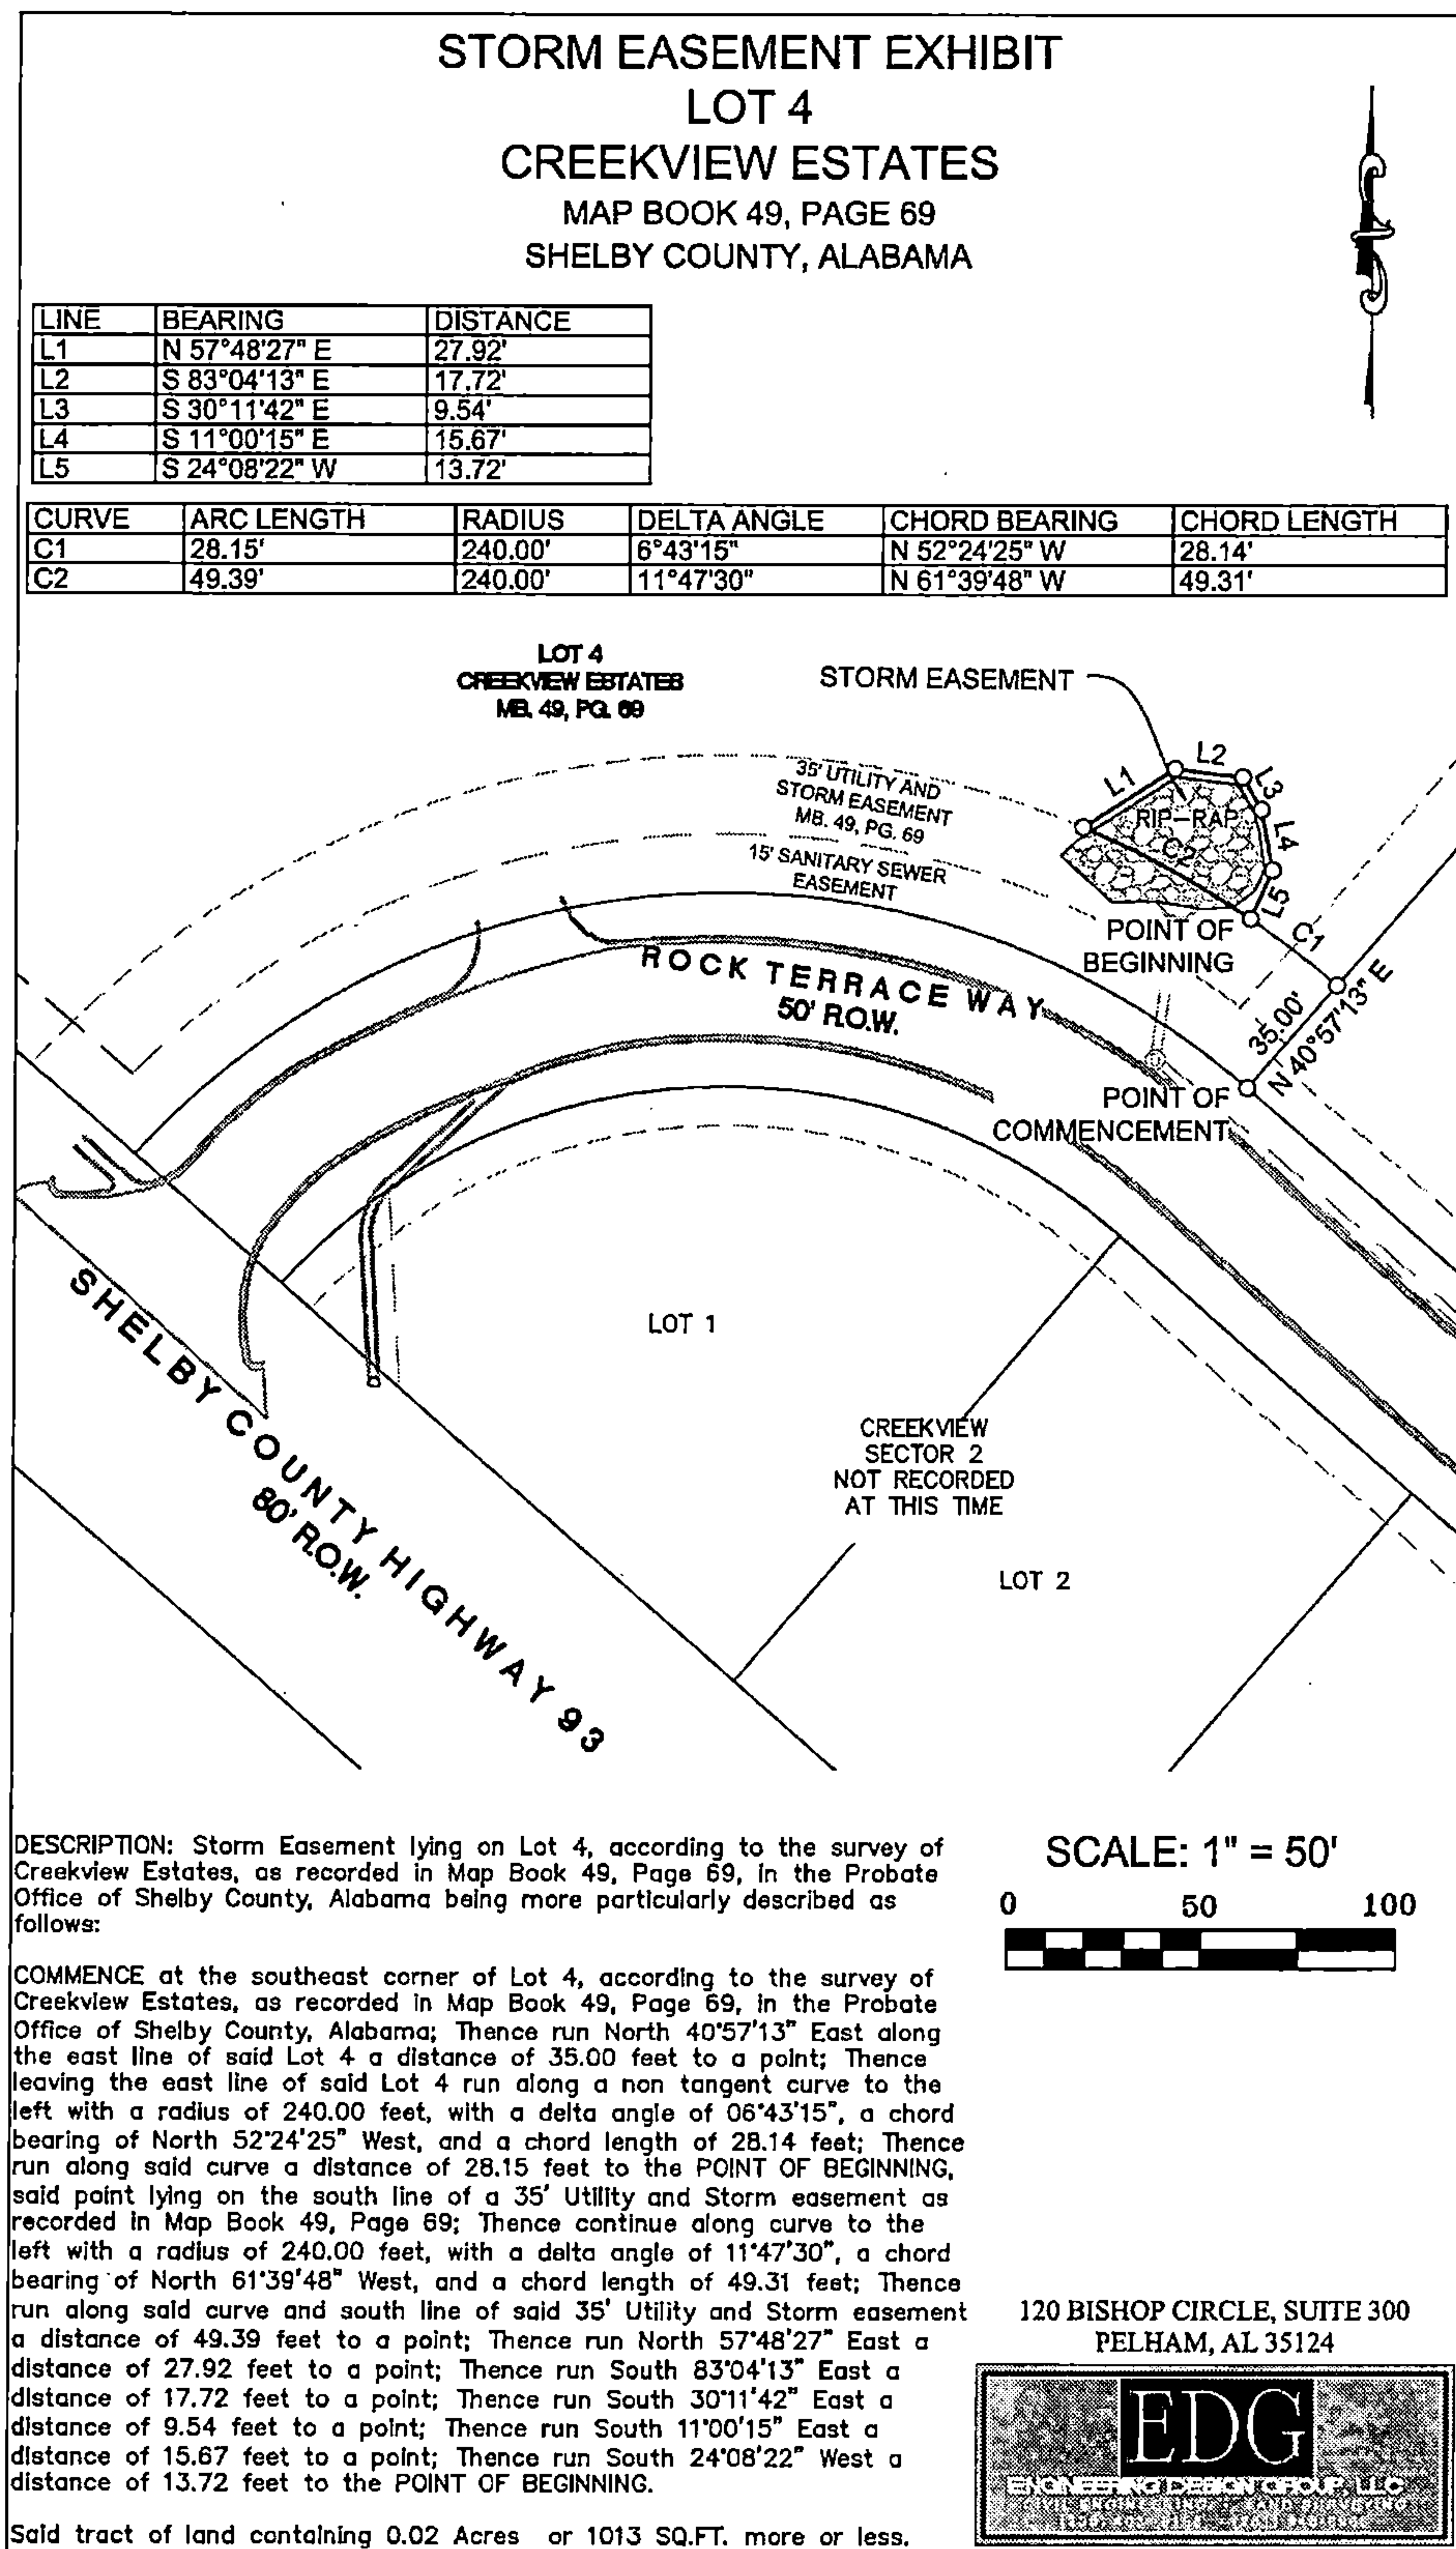 STORM EASEMENT EXHIBIT
LOT 4
CREEKVIEW ESTATES
MAP BOOK 49, PAGE 69
SHELBY COUNTY, ALABAMA
LINE BEARING DISTANCE
L1 N 57°48'27" E 27.92'
L2 S 83°04'13" E 17.72'
L3 S 30°11'42" E 9.54'
L4 S 11°00'15" E 15.67'
L5 S 24°08'22" W 13.72'
CURVE ARC LENGTH RADIUS DELTA ANGLE CHORD BEARING CHORD LENGTH
C1 28.15' 240.00' 6°43'15" N 52°24'25" W 28.14'
C2 49.39' 240.00' 11°47'30" N 61°39'48" W 49.31'
LOT 4
CREEKVIEW ESTATES
MB. 49, PG. 69
STORM EASEMENT
L1
L2
L3
L4
L5
RIP-RAP
C2
C1
35' UTILITY AND
STORM EASEMENT
MB. 49, PG. 69
15' SANITARY SEWER
EASEMENT
POINT OF
BEGINNING
35.00'
N 40°57'13" E
ROCK TERRACE WAY
50' R.O.W.
POINT OF
COMMENCEMENT
LOT 1
SHELBY COUNTY HIGHWAY 93
80' R.O.W.
CREEKVIEW
SECTOR 2
NOT RECORDED
AT THIS TIME
LOT 2
DESCRIPTION: Storm Easement lying on Lot 4, according to the survey of
Creekview Estates, as recorded in Map Book 49, Page 69, in the Probate
Office of Shelby County, Alabama being more particularly described as
follows:
COMMENCE at the southeast corner of Lot 4, according to the survey of
Creekview Estates, as recorded in Map Book 49, Page 69, in the Probate
Office of Shelby County, Alabama; Thence run North 40°57'13" East along
the east line of said Lot 4 a distance of 35.00 feet to a point; Thence
leaving the east line of said Lot 4 run along a non tangent curve to the
left with a radius of 240.00 feet, with a delta angle of 06°43'15", a chord
bearing of North 52°24'25" West, and a chord length of 28.14 feet; Thence
run along said curve a distance of 28.15 feet to the POINT OF BEGINNING,
said point lying on the south line of a 35' Utility and Storm easement as
recorded in Map Book 49, Page 69; Thence continue along curve to the
left with a radius of 240.00 feet, with a delta angle of 11°47'30", a chord
bearing of North 61°39'48" West, and a chord length of 49.31 feet; Thence
run along said curve and south line of said 35' Utility and Storm easement
a distance of 49.39 feet to a point; Thence run North 57°48'27" East a
distance of 27.92 feet to a point; Thence run South 83°04'13" East a
distance of 17.72 feet to a point; Thence run South 30°11'42" East a
distance of 9.54 feet to a point; Thence run South 11°00'15" East a
distance of 15.67 feet to a point; Thence run South 24°08'22" West a
distance of 13.72 feet to the POINT OF BEGINNING.
Said tract of land containing 0.02 Acres or 1013 SQ.FT. more or less.
SCALE: 1" = 50'
0 50 100
120 BISHOP CIRCLE, SUITE 300
PELHAM, AL 35124
EDG
ENGINEERING DESIGN GROUP, LLC
CIVIL ENGINEERING LAND SURVEYING